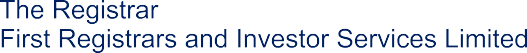 The Registrar
First Registrars and Investor Services Limited